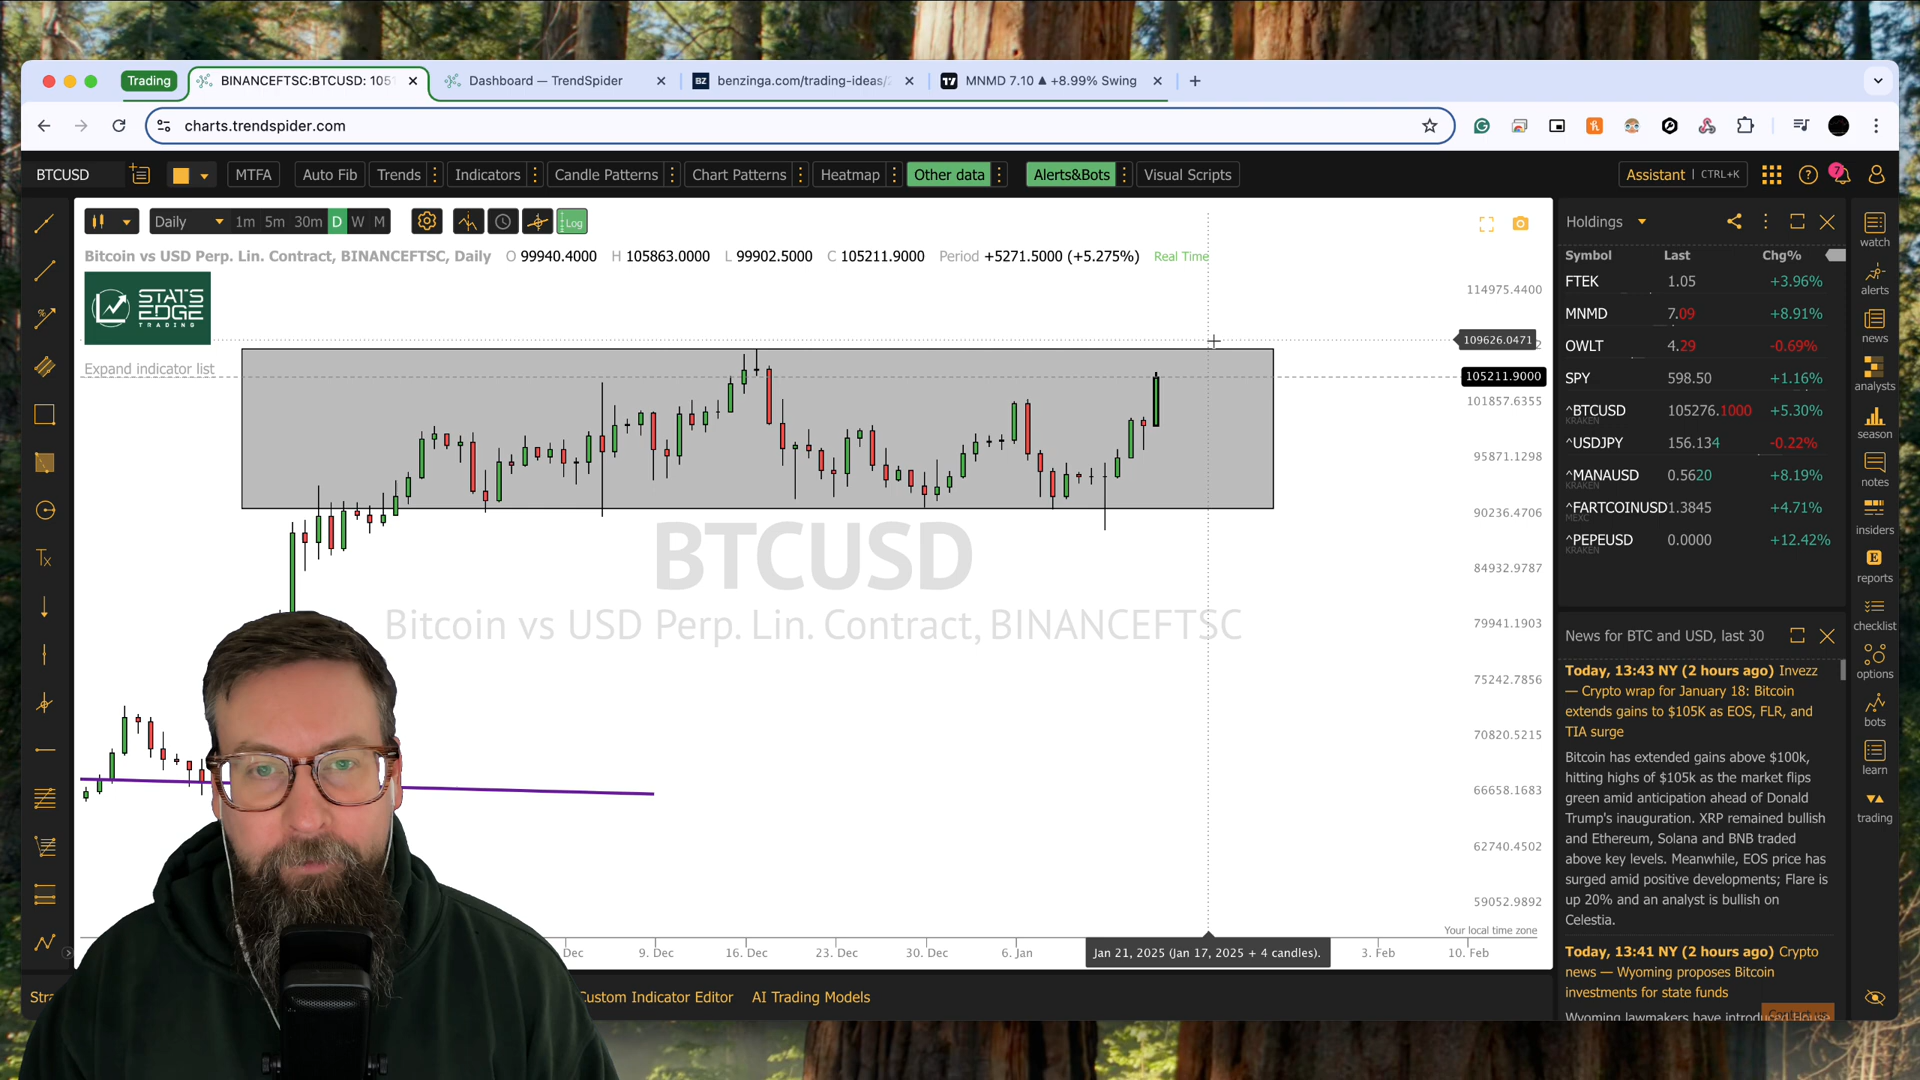 Trading
BINANCEFTSC:BTCUSD: 105
Dashboard — TrendSpider
benzinga.com/trading-ideas/
MNMD 7.10 ▲ +8.99% Swing
charts.trendspider.com
BTCUSD
MTFA
Auto Fib
Trends
Indicators
Candle Patterns
Chart Patterns
Heatmap
Other data
Alerts&Bots
Visual Scripts
Assistant | CTRL+K
7
Daily
1m 5m 30m D W M
Log
Bitcoin vs USD Perp. Lin. Contract, BINANCEFTSC, Daily O 99940.4000 H 105863.0000 L 99902.5000 C 105211.9000 Period +5271.5000 (+5.275%) Real Time
STATS
EDGE
TRADING
Expand indicator list
BTCUSD
Bitcoin vs USD Perp. Lin. Contract, BINANCEFTSC
114975.4400
109626.0471
105211.9000
101857.6355
95871.1298
90236.4706
84932.9787
79941.1903
75242.7856
70820.5215
66658.1683
62740.4502
59052.9892
Your local time zone
Dec
9. Dec
16. Dec
23. Dec
30. Dec
6. Jan
Jan 21, 2025 (Jan 17, 2025 + 4 candles).
3. Feb
10. Feb
Custom Indicator Editor
AI Trading Models
Holdings
Symbol Last Chg%
FTEK 1.05 +3.96%
MNMD 7.09 +8.91%
OWLT 4.29 -0.69%
SPY 598.50 +1.16%
^BTCUSD 105276.1000 +5.30%
KRAKEN
^USDJPY 156.134 -0.22%
^MANAUSD 0.5620 +8.19%
KRAKEN
^FARTCOINUSD 1.3845 +4.71%
MEXC
^PEPEUSD 0.0000 +12.42%
KRAKEN
News for BTC and USD, last 30
Today, 13:43 NY (2 hours ago) Invezz
— Crypto wrap for January 18: Bitcoin
extends gains to $105K as EOS, FLR, and
TIA surge
Bitcoin has extended gains above $100k,
hitting highs of $105k as the market flips
green amid anticipation ahead of Donald
Trump's inauguration. XRP remained bullish
and Ethereum, Solana and BNB traded
above key levels. Meanwhile, EOS price has
surged amid positive developments; Flare is
up 20% and an analyst is bullish on
Celestia.
Today, 13:41 NY (2 hours ago) Crypto
news — Wyoming proposes Bitcoin
investments for state funds
Wyoming lawmakers have introduced House
watch
alerts
news
analysts
season
notes
insiders
reports
checklist
options
bots
learn
trading